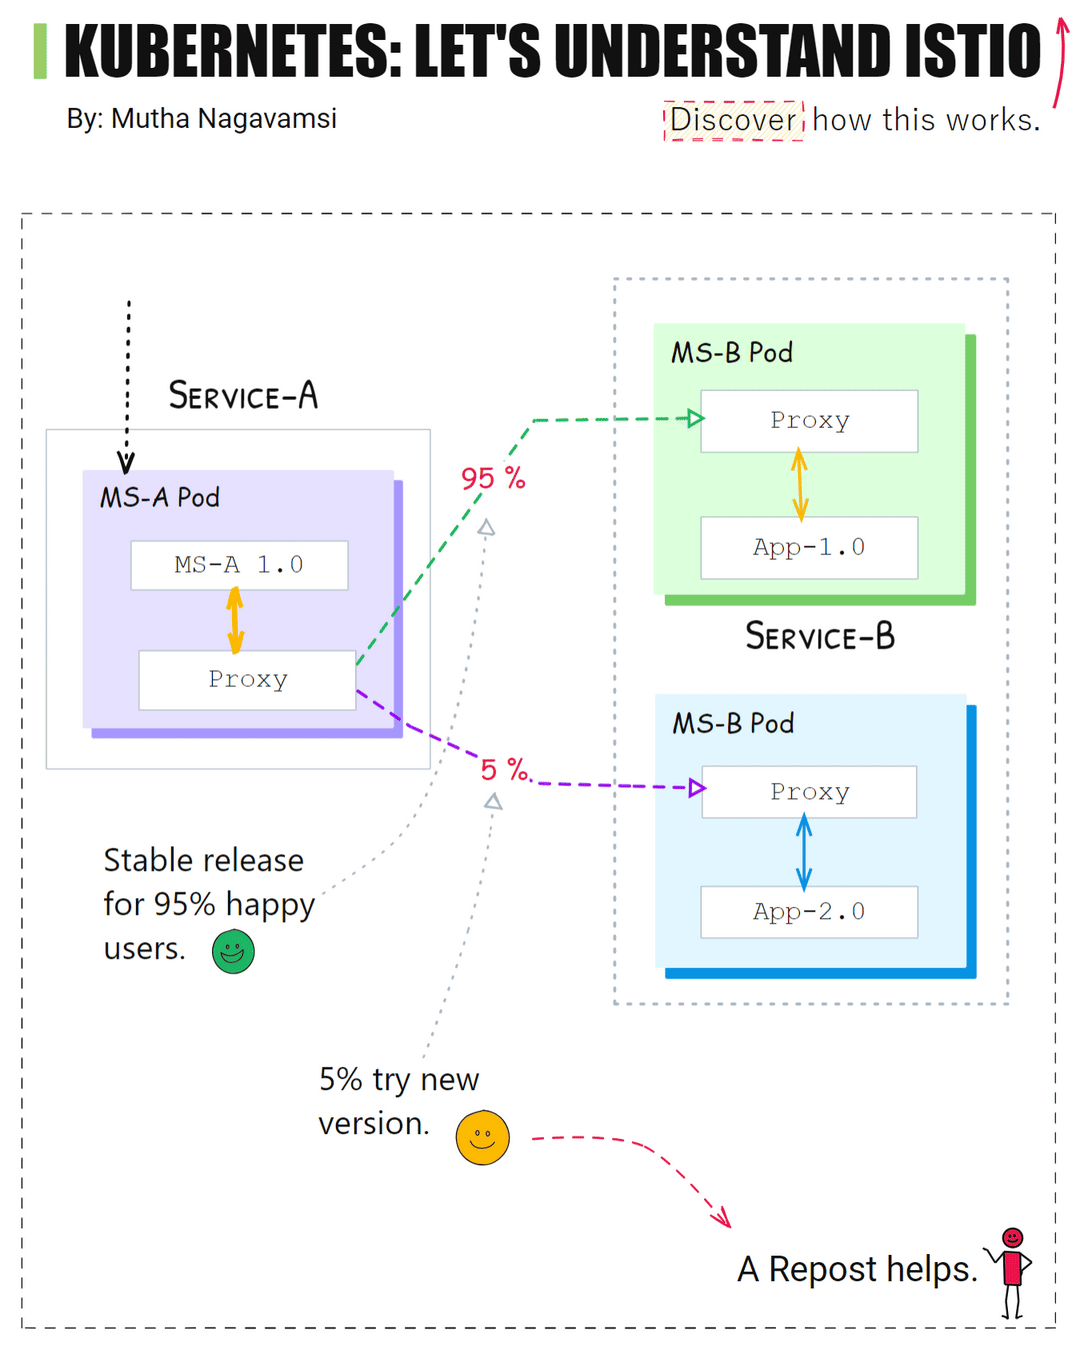 KUBERNETES: LET'S UNDERSTAND ISTIO
By: Mutha Nagavamsi
Discover how this works.
SERVICE-A
MS-A Pod
MS-A 1.0
Proxy
95 %
5 %
MS-B Pod
Proxy
App-1.0
SERVICE-B
MS-B Pod
Proxy
App-2.0
Stable release
for 95% happy
users.
5% try new
version.
A Repost helps.